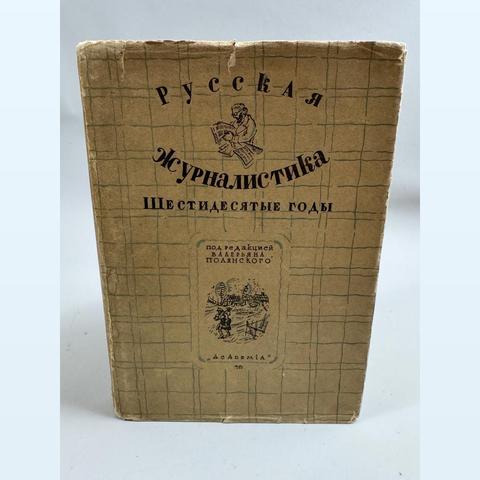 Русская
журналистика
Шестидесятые годы
под редакцией
Валерьяна
Полянского
"Academia"